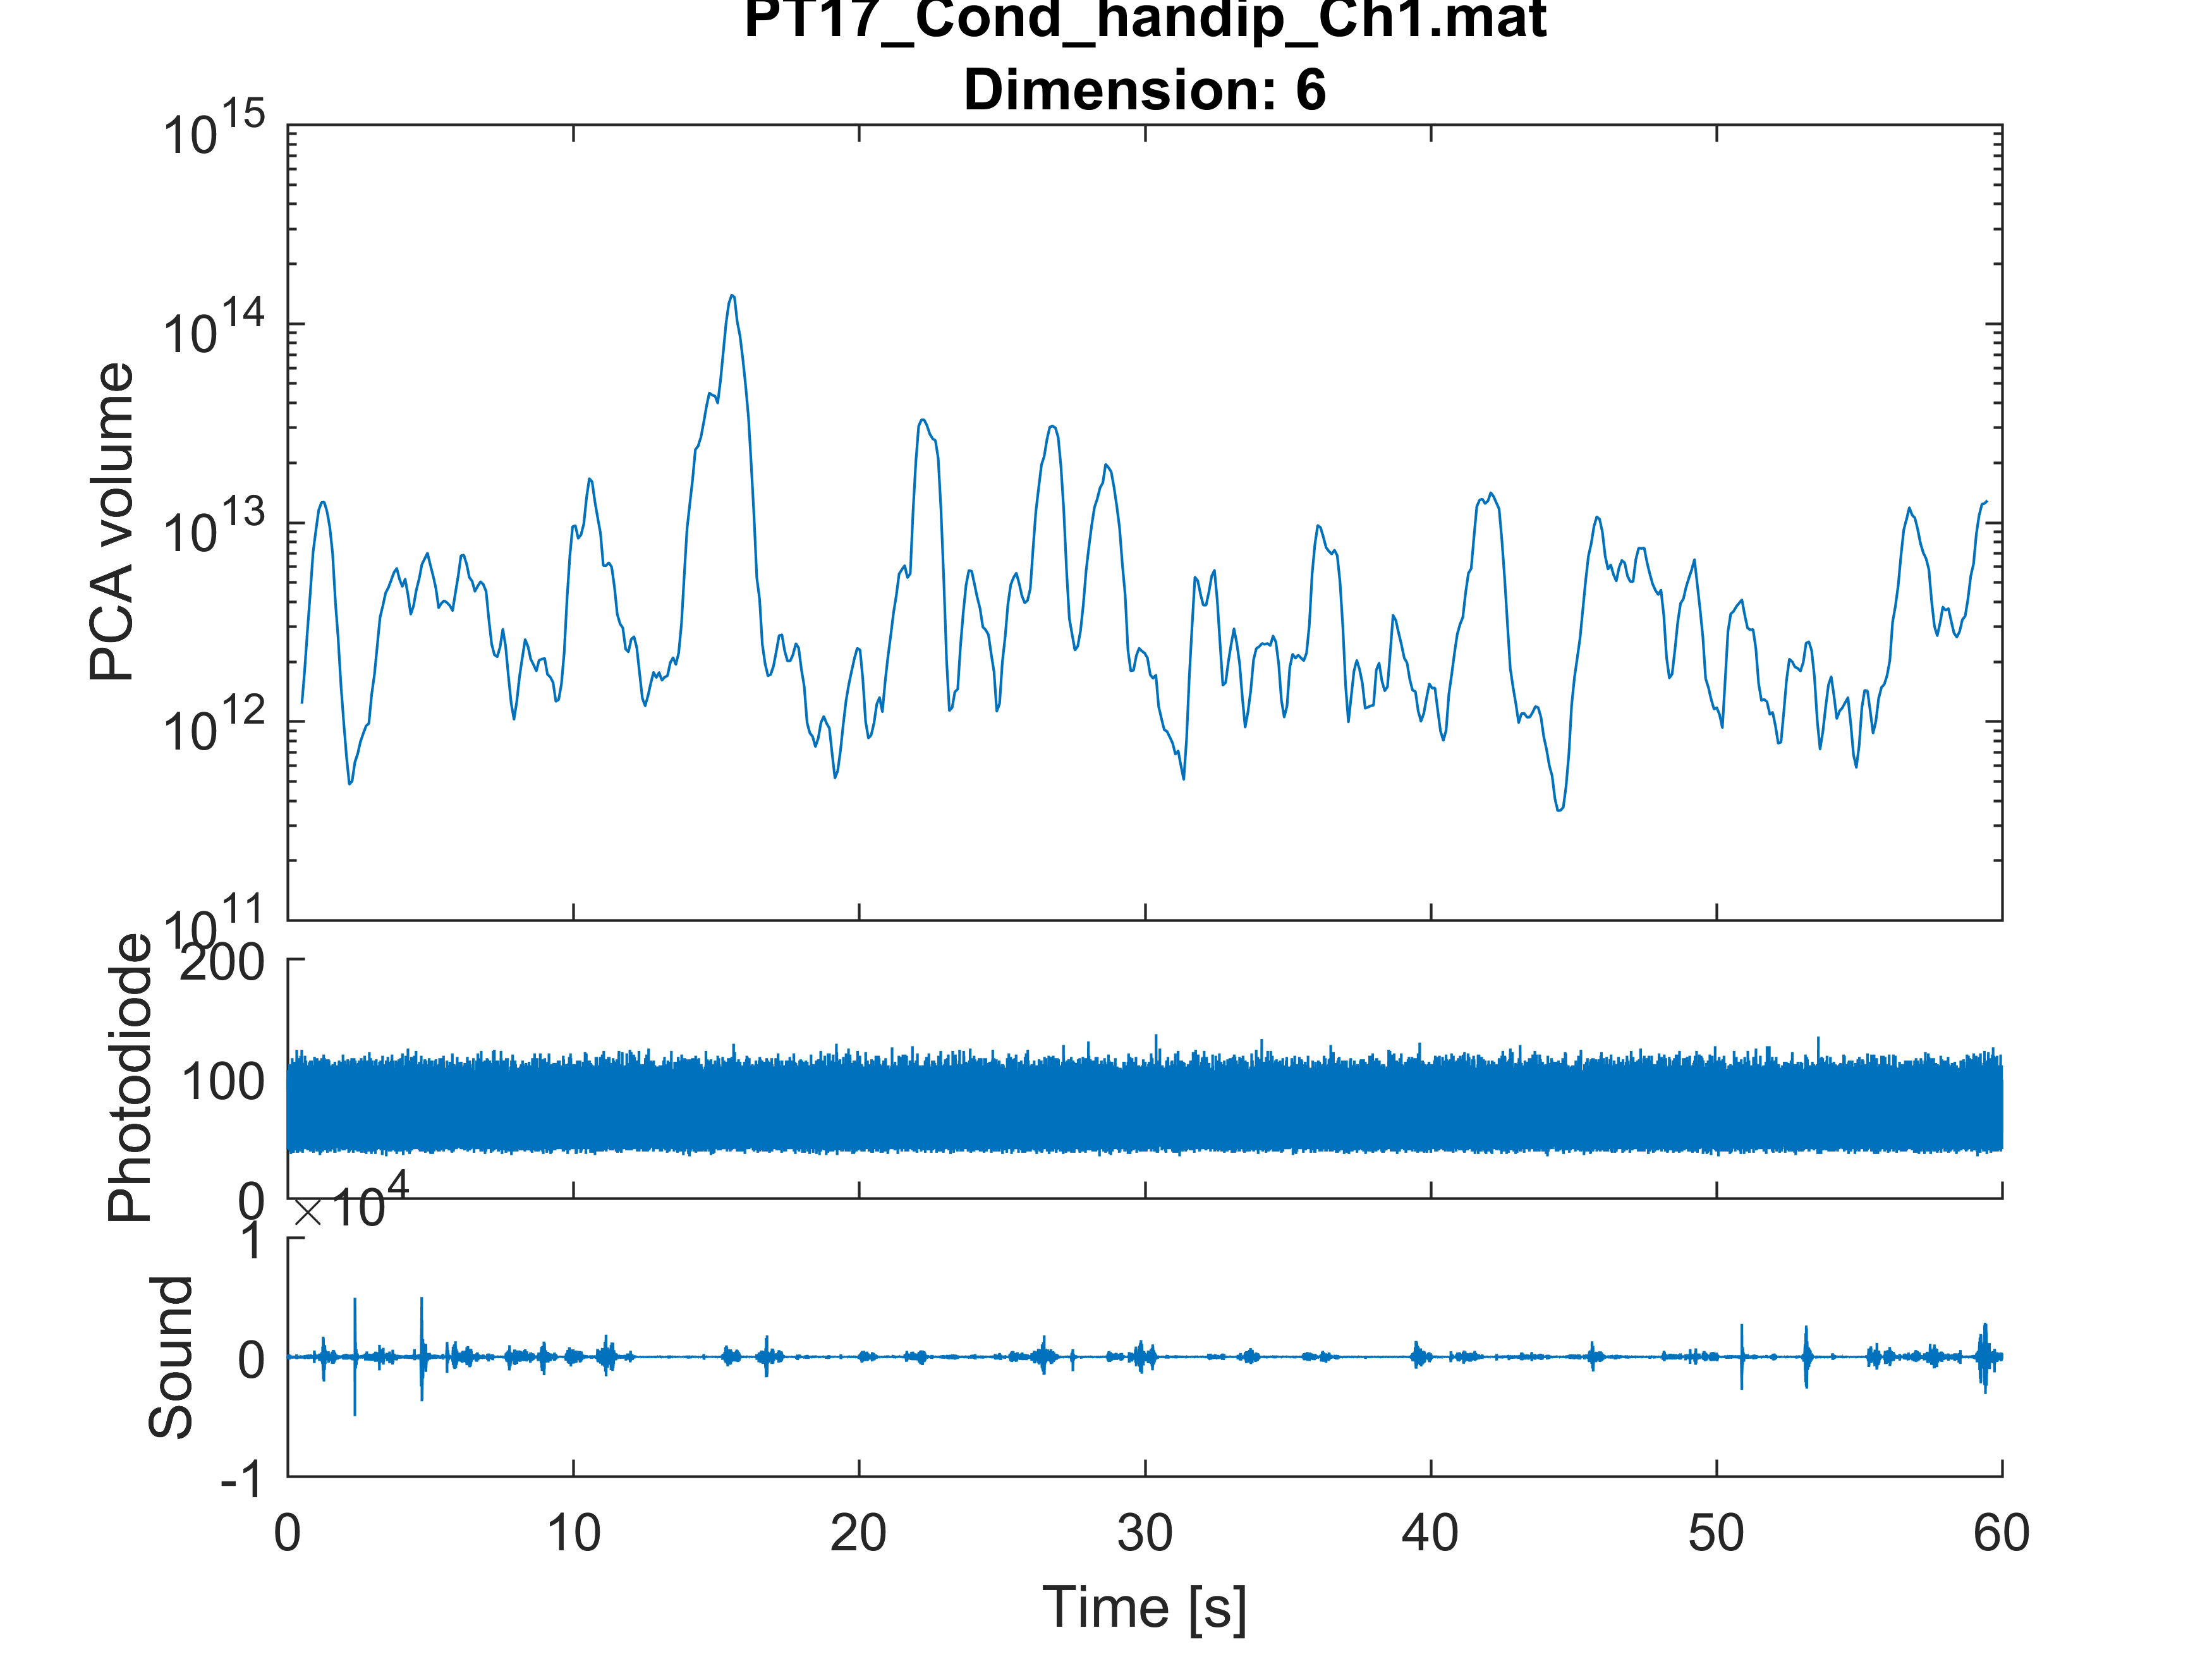 PT17_Cond_handip_Ch1.mat
Dimension: 6
10^15
10^14
10^13
10^12
10^11
PCA volume
200
100
0
Photodiode
×10^4
1
0
-1
Sound
0 10 20 30 40 50 60
Time [s]